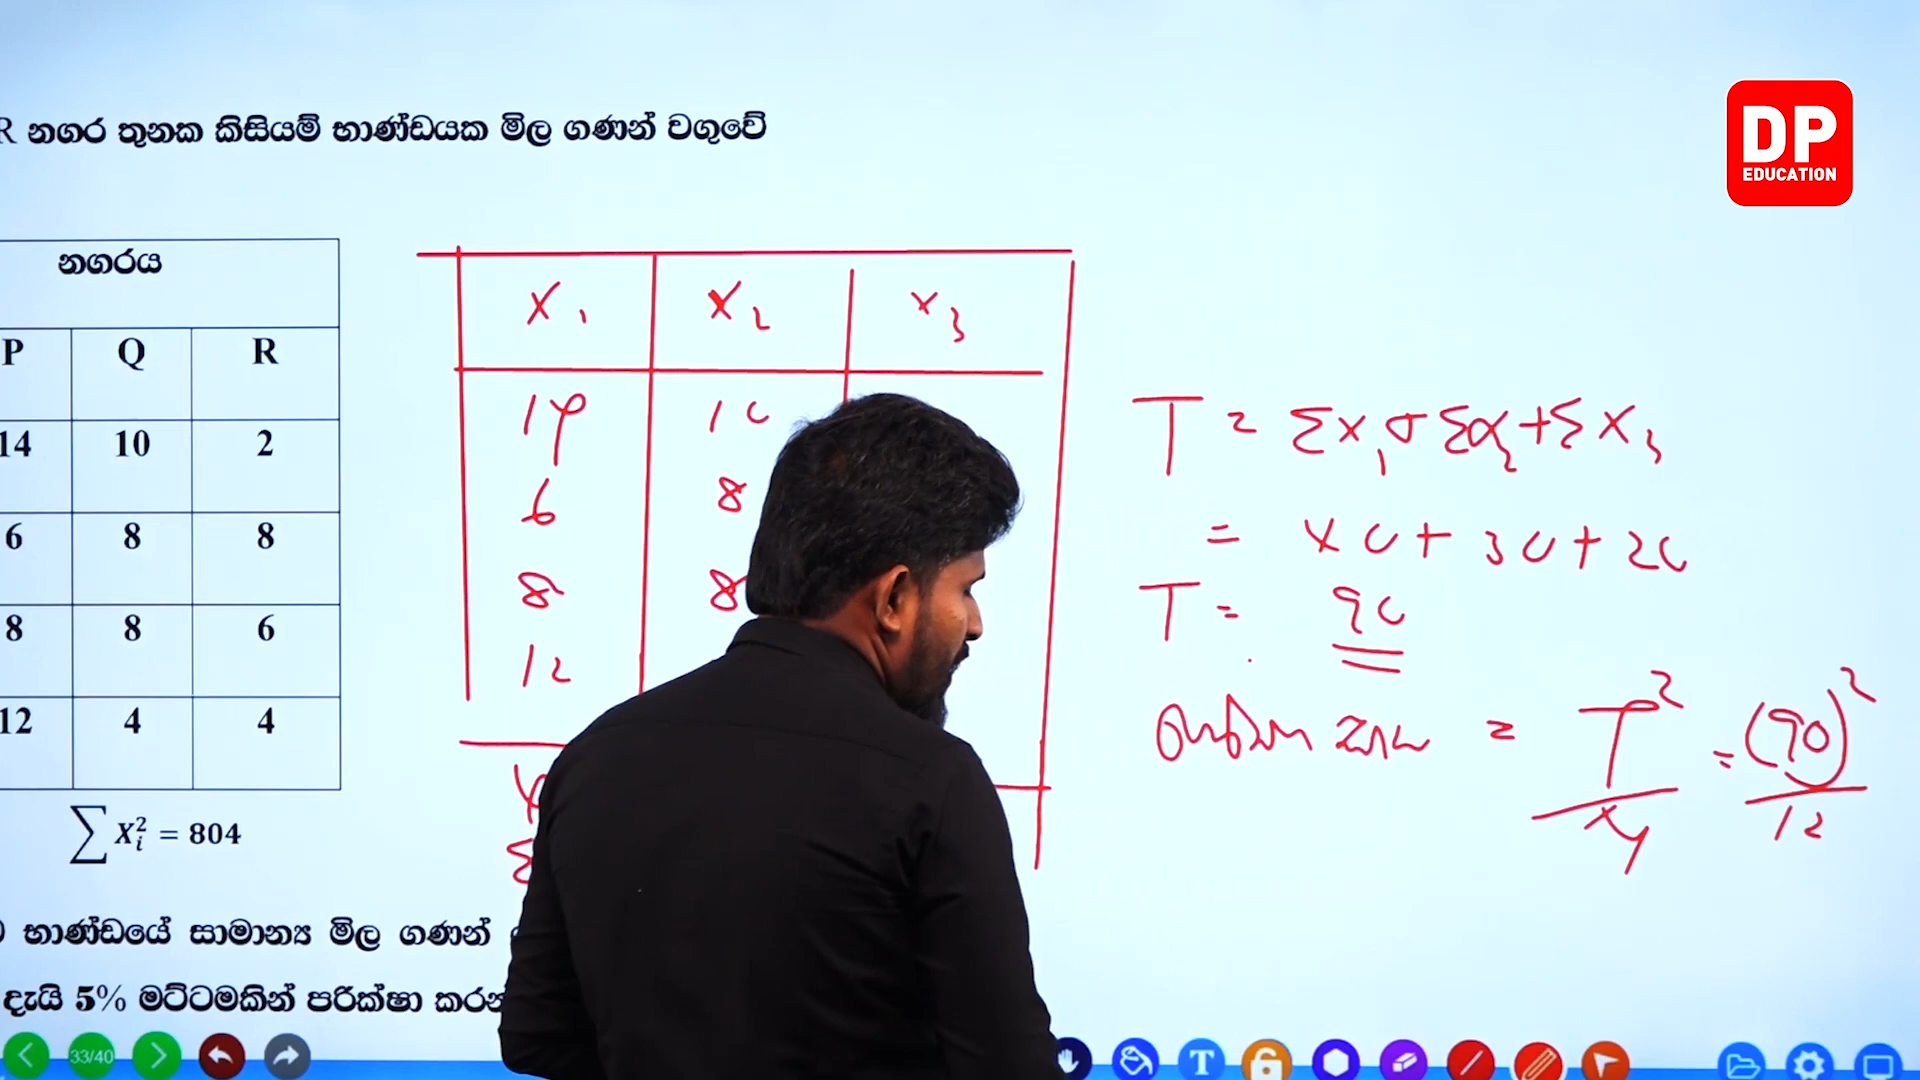 R නගර තුනක කිසියම් භාණ්ඩයක මිල ගණන් වගුවේ
DP
EDUCATION
නගරය
P Q R
14 10 2
6 8 8
8 8 6
12 4 4
∑ X_i^2 = 804
භාණ්ඩයේ සාමාන්‍ය මිල ගණන්
දැයි 5% මට්ටමකින් පරික්ෂා කරන
X1 X2 X3
14 10
6 8
8 8
12
T = Σx1 + Σx2 + Σx3
= 40 + 30 + 20
T = 90
= T^2 = (90)^2
12
33/40
T